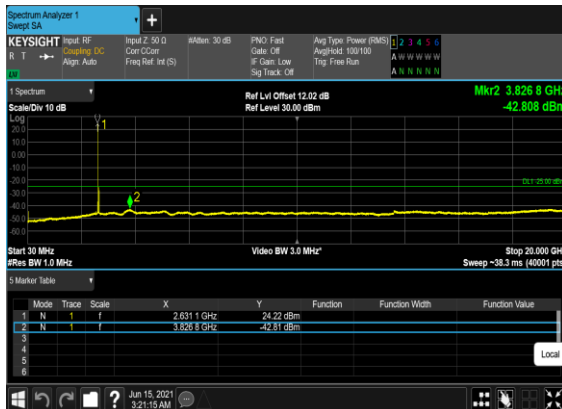 Spectrum Analyzer 1
Swept SA
KEYSIGHT Input: RF Input Z: 50 Ω #Atten: 30 dB PNO: Fast Avg Type: Power (RMS) 1 2 3 4 5 6
R T Coupling: DC Corr CCorr Gate: Off Avg|Hold: 100/100 A W W W W W
Align: Auto Freq Ref: Int (S) IF Gain: Low Trig: Free Run
Sig Track: Off A N N N N N
1 Spectrum Ref Lvl Offset 12.02 dB Mkr2 3.826 8 GHz
Scale/Div 10 dB Ref Level 30.00 dBm -42.808 dBm
Log
20.0
10.0
0.00
-10.0
-20.0
-30.0
-40.0
-50.0
-60.0
1
2
Start 30 MHz Video BW 3.0 MHz* Stop 20.000 GH
#Res BW 1.0 MHz Sweep ~38.3 ms (40001 pts
5 Marker Table
Mode Trace Scale X Y Function Function Width Function Value
1 N 1 f 2.631 1 GHz 24.22 dBm
2 N 1 f 3.826 8 GHz -42.81 dBm
3
4
5
6
Local
? Jun 15, 2021
3:21:15 AM